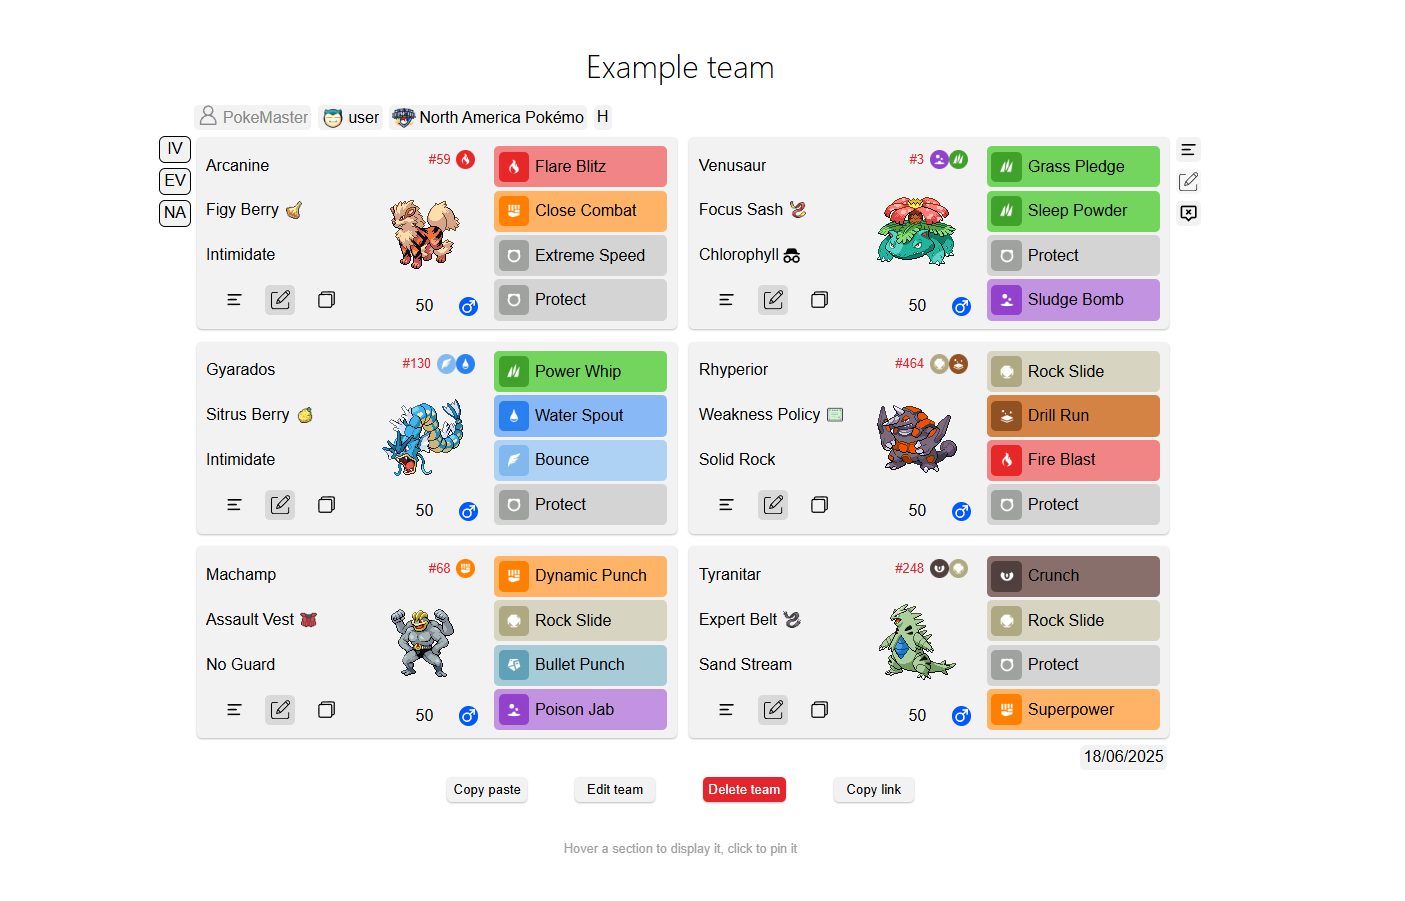 Example team
PokeMaster user North America Pokémo H
IV
EV
NA
Arcanine #59
Figy Berry
Intimidate
50
Flare Blitz
Close Combat
Extreme Speed
Protect
Venusaur #3
Focus Sash
Chlorophyll
50
Grass Pledge
Sleep Powder
Protect
Sludge Bomb
Gyarados #130
Sitrus Berry
Intimidate
50
Power Whip
Water Spout
Bounce
Protect
Rhyperior #464
Weakness Policy
Solid Rock
50
Rock Slide
Drill Run
Fire Blast
Protect
Machamp #68
Assault Vest
No Guard
50
Dynamic Punch
Rock Slide
Bullet Punch
Poison Jab
Tyranitar #248
Expert Belt
Sand Stream
50
Crunch
Rock Slide
Protect
Superpower
18/06/2025
Copy paste Edit team Delete team Copy link
Hover a section to display it, click to pin it